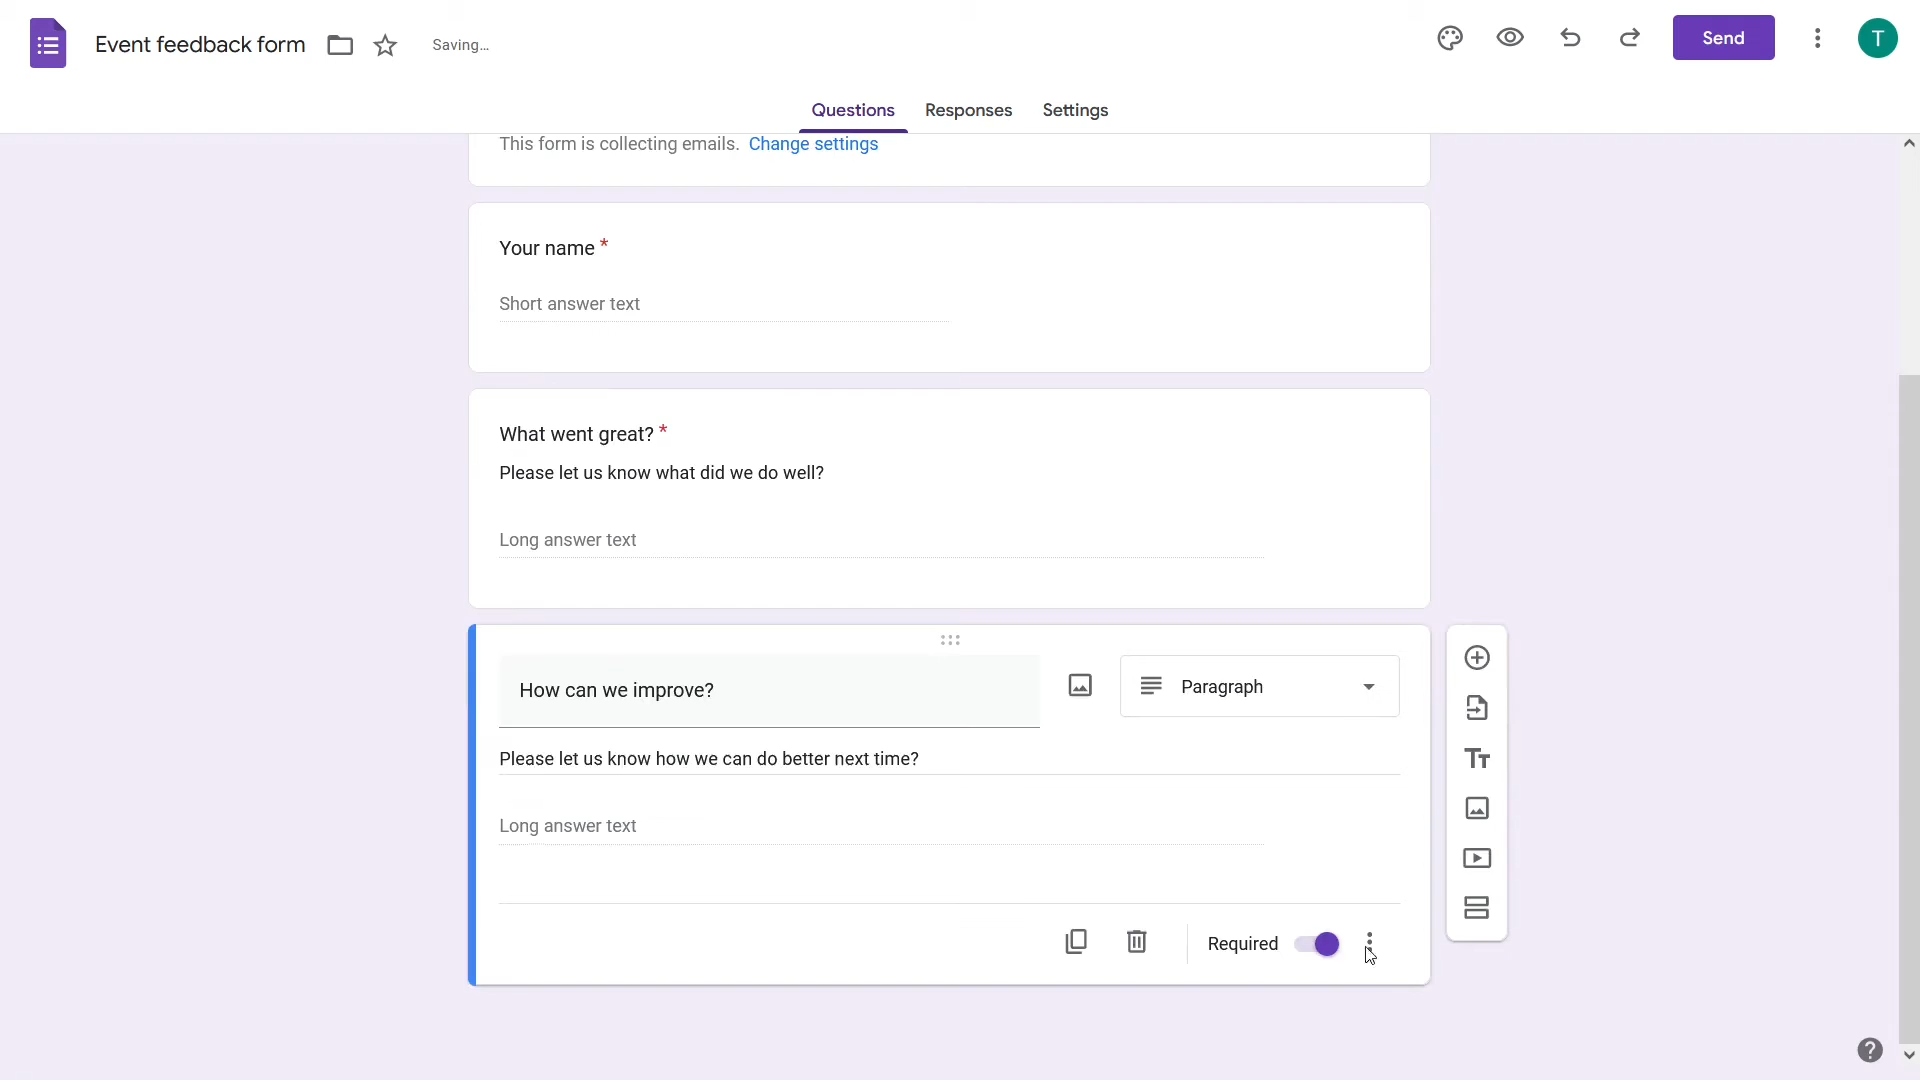 Event feedback form
Saving...
Send
T
Questions
Responses
Settings
This form is collecting emails. Change settings
Your name *
Short answer text
What went great? *
Please let us know what did we do well?
Long answer text
How can we improve?
Paragraph
Please let us know how we can do better next time?
Long answer text
Required